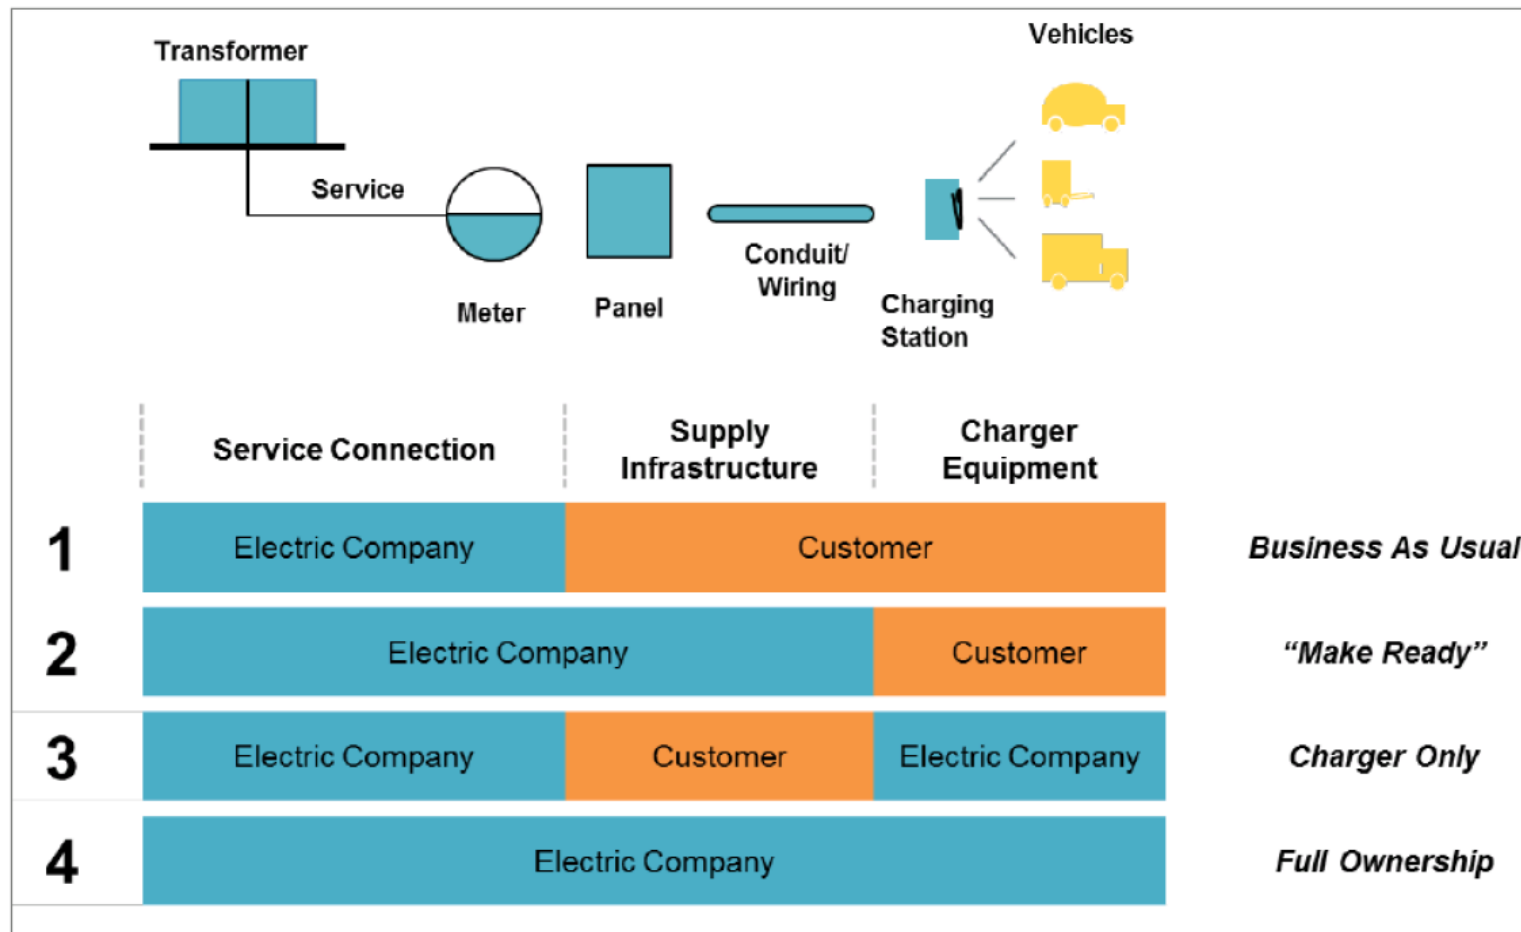 Vehicles
Transformer
Service
Conduit/
Wiring
Meter
Panel
Charging
Station
Service Connection
Supply
Infrastructure
Charger
Equipment
1
Electric Company
Customer
Business As Usual
2
Electric Company
Customer
“Make Ready”
3
Electric Company
Customer
Electric Company
Charger Only
4
Electric Company
Full Ownership